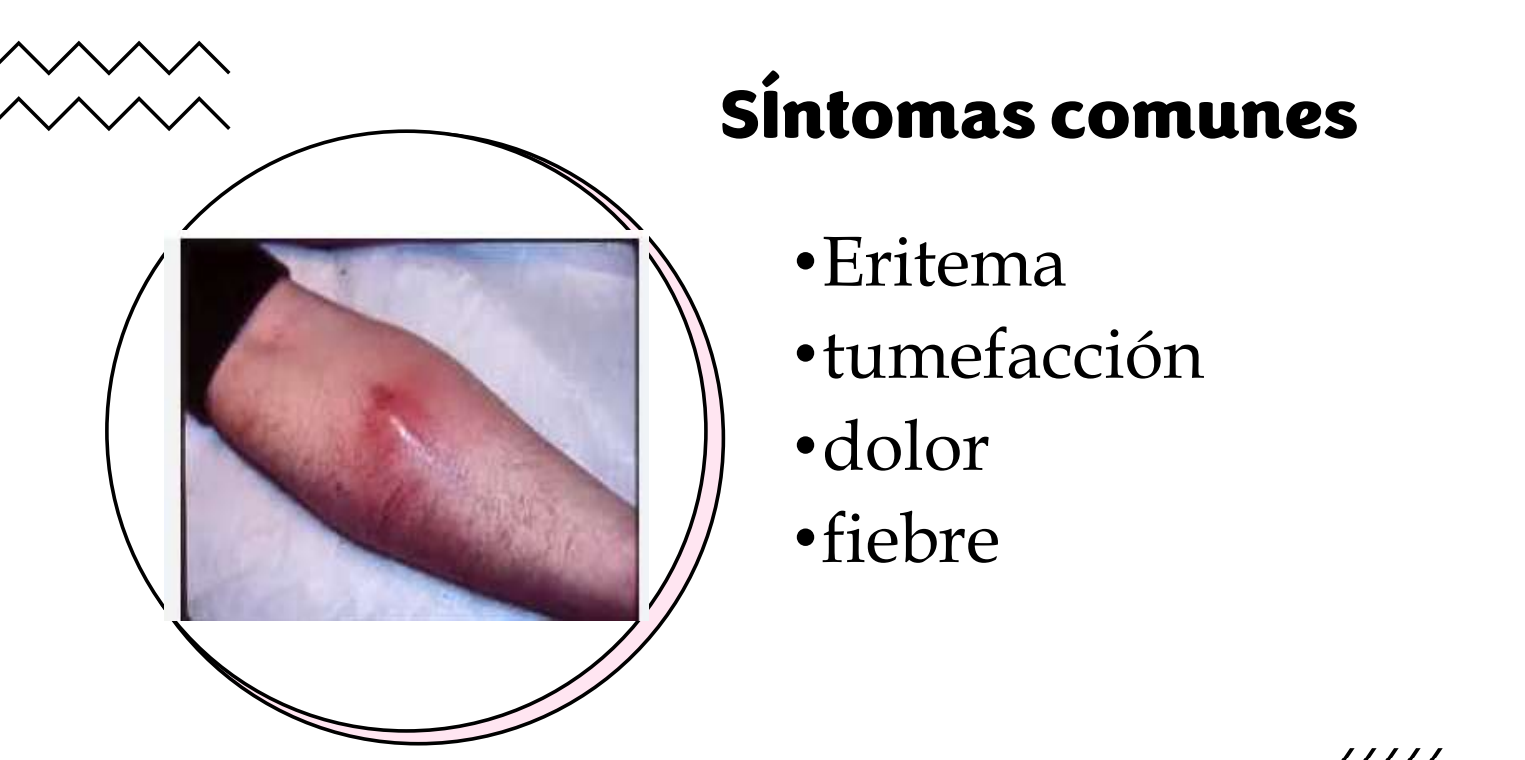 Síntomas comunes
•Eritema
•tumefacción
•dolor
•fiebre